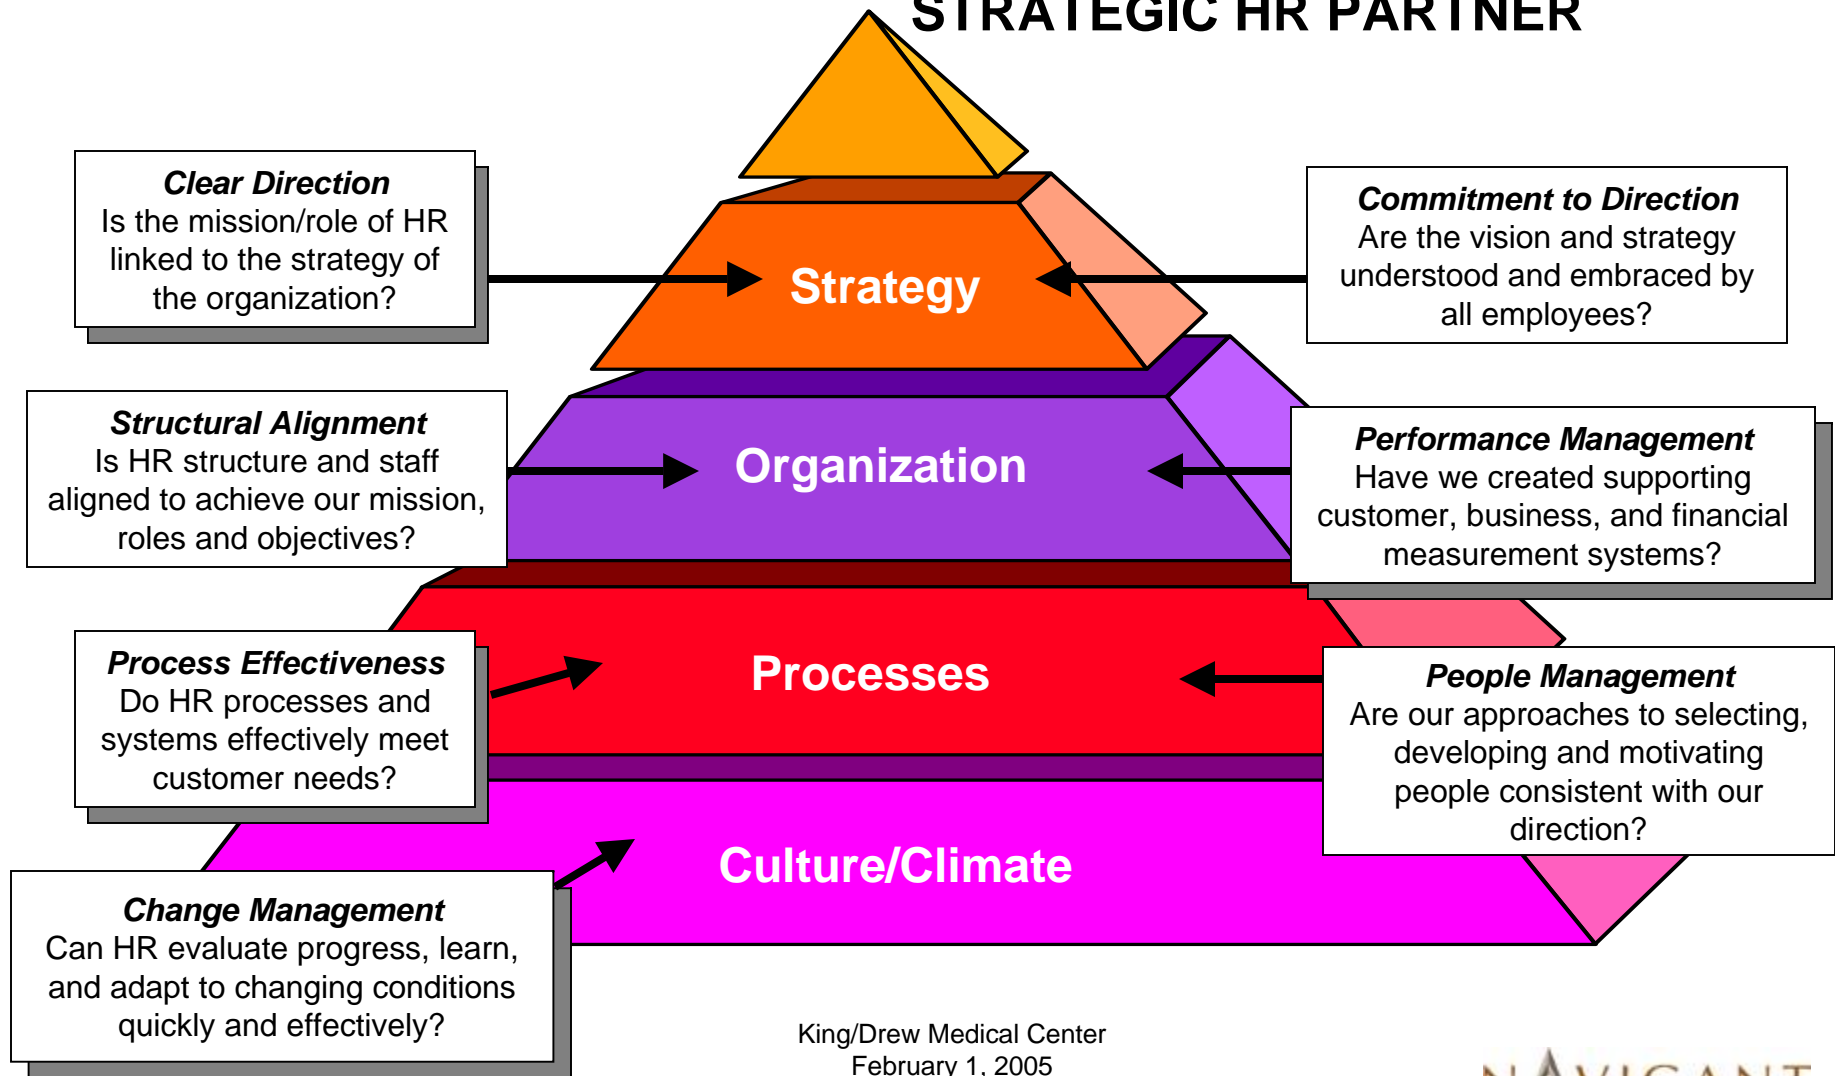 STRATEGIC HR PARTNER
Clear Direction
Is the mission/role of HR
linked to the strategy of
the organization?
Commitment to Direction
Are the vision and strategy
understood and embraced by
all employees?
Strategy
Structural Alignment
Is HR structure and staff
aligned to achieve our mission,
roles and objectives?
Organization
Performance Management
Have we created supporting
customer, business, and financial
measurement systems?
Process Effectiveness
Do HR processes and
systems effectively meet
customer needs?
Processes
People Management
Are our approaches to selecting,
developing and motivating
people consistent with our
direction?
Culture/Climate
Change Management
Can HR evaluate progress, learn,
and adapt to changing conditions
quickly and effectively?
King/Drew Medical Center
February 1, 2005
NAVIGANT